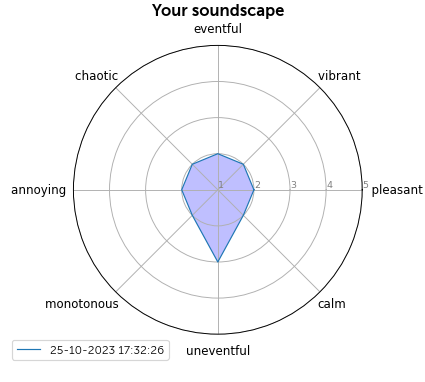 Your soundscape
eventful
chaotic
vibrant
annoying
1
2
3
4
5
pleasant
monotonous
calm
uneventful
25-10-2023 17:32:26